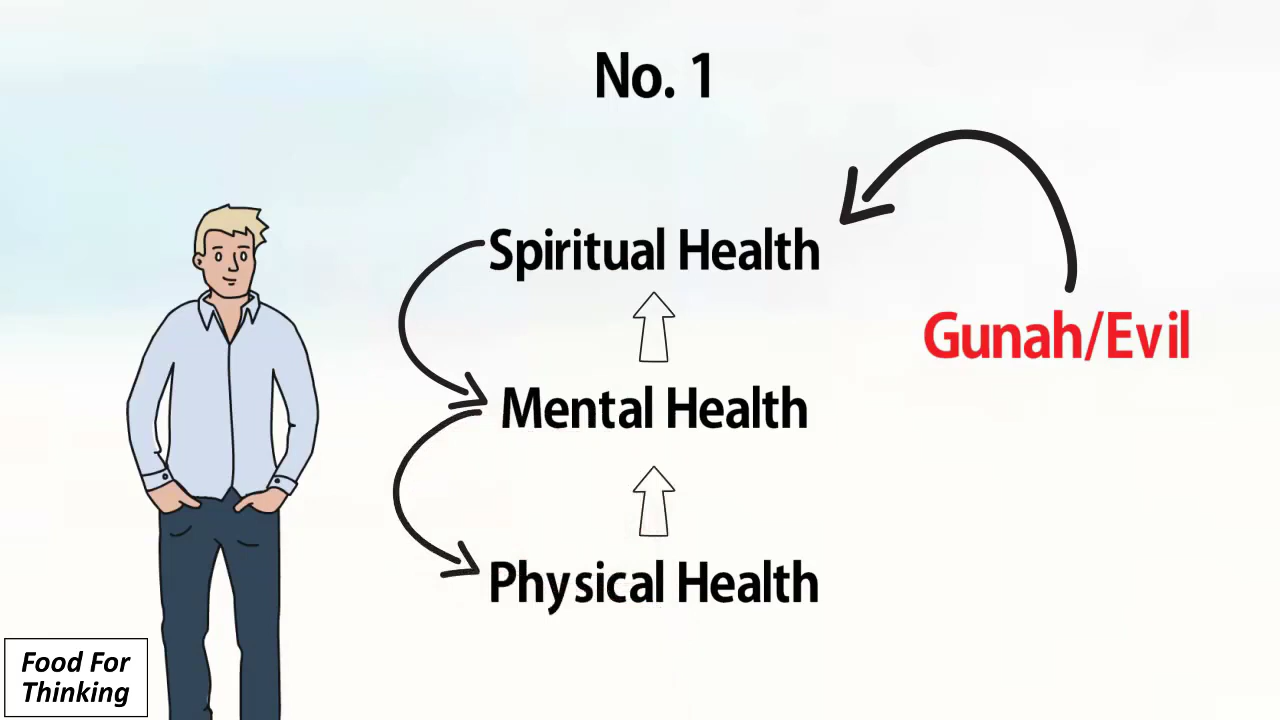 No. 1
Spiritual Health
Gunah/Evil
Mental Health
Physical Health
Food For
Thinking